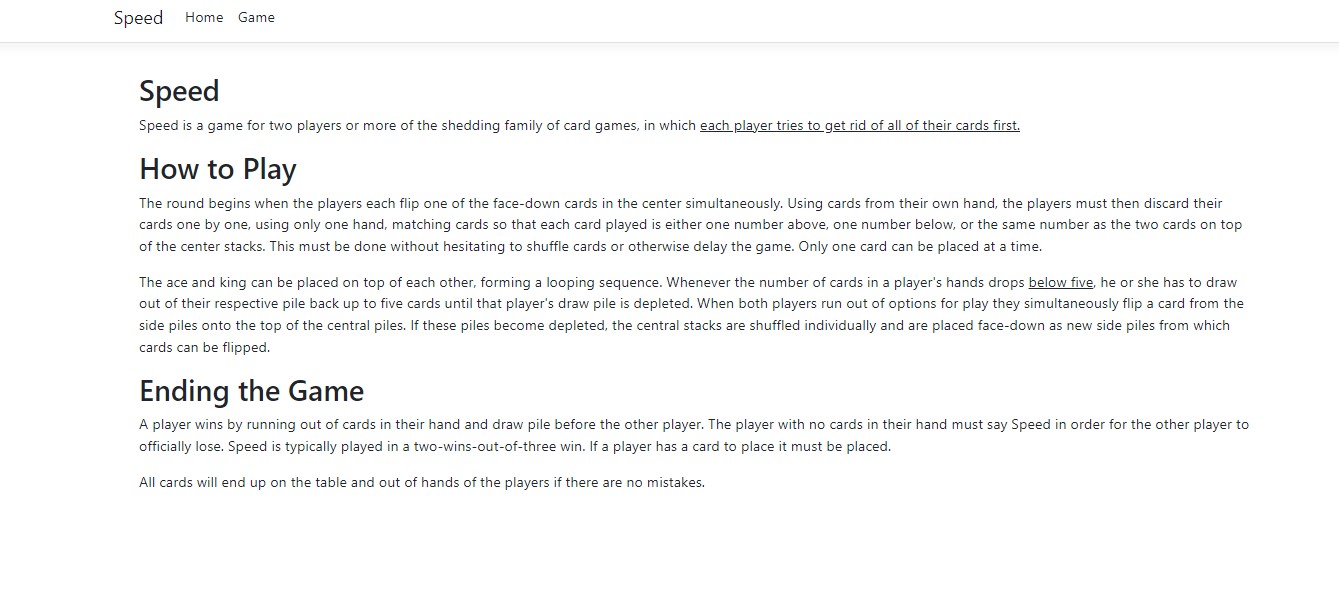 Speed Home Game
Speed
Speed is a game for two players or more of the shedding family of card games, in which each player tries to get rid of all of their cards first.
How to Play
The round begins when the players each flip one of the face-down cards in the center simultaneously. Using cards from their own hand, the players must then discard their
cards one by one, using only one hand, matching cards so that each card played is either one number above, one number below, or the same number as the two cards on top
of the center stacks. This must be done without hesitating to shuffle cards or otherwise delay the game. Only one card can be placed at a time.
The ace and king can be placed on top of each other, forming a looping sequence. Whenever the number of cards in a player's hands drops below five, he or she has to draw
out of their respective pile back up to five cards until that player's draw pile is depleted. When both players run out of options for play they simultaneously flip a card from the
side piles onto the top of the central piles. If these piles become depleted, the central stacks are shuffled individually and are placed face-down as new side piles from which
cards can be flipped.
Ending the Game
A player wins by running out of cards in their hand and draw pile before the other player. The player with no cards in their hand must say Speed in order for the other player to
officially lose. Speed is typically played in a two-wins-out-of-three win. If a player has a card to place it must be placed.
All cards will end up on the table and out of hands of the players if there are no mistakes.